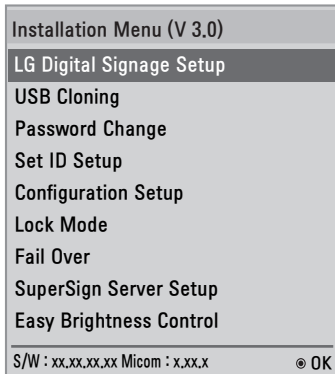 Installation Menu (V 3.0)
LG Digital Signage Setup
USB Cloning
Password Change
Set ID Setup
Configuration Setup
Lock Mode
Fail Over
SuperSign Server Setup
Easy Brightness Control
S/W : xx.xx.xx.xx Micom : x.xx.x ◉ OK